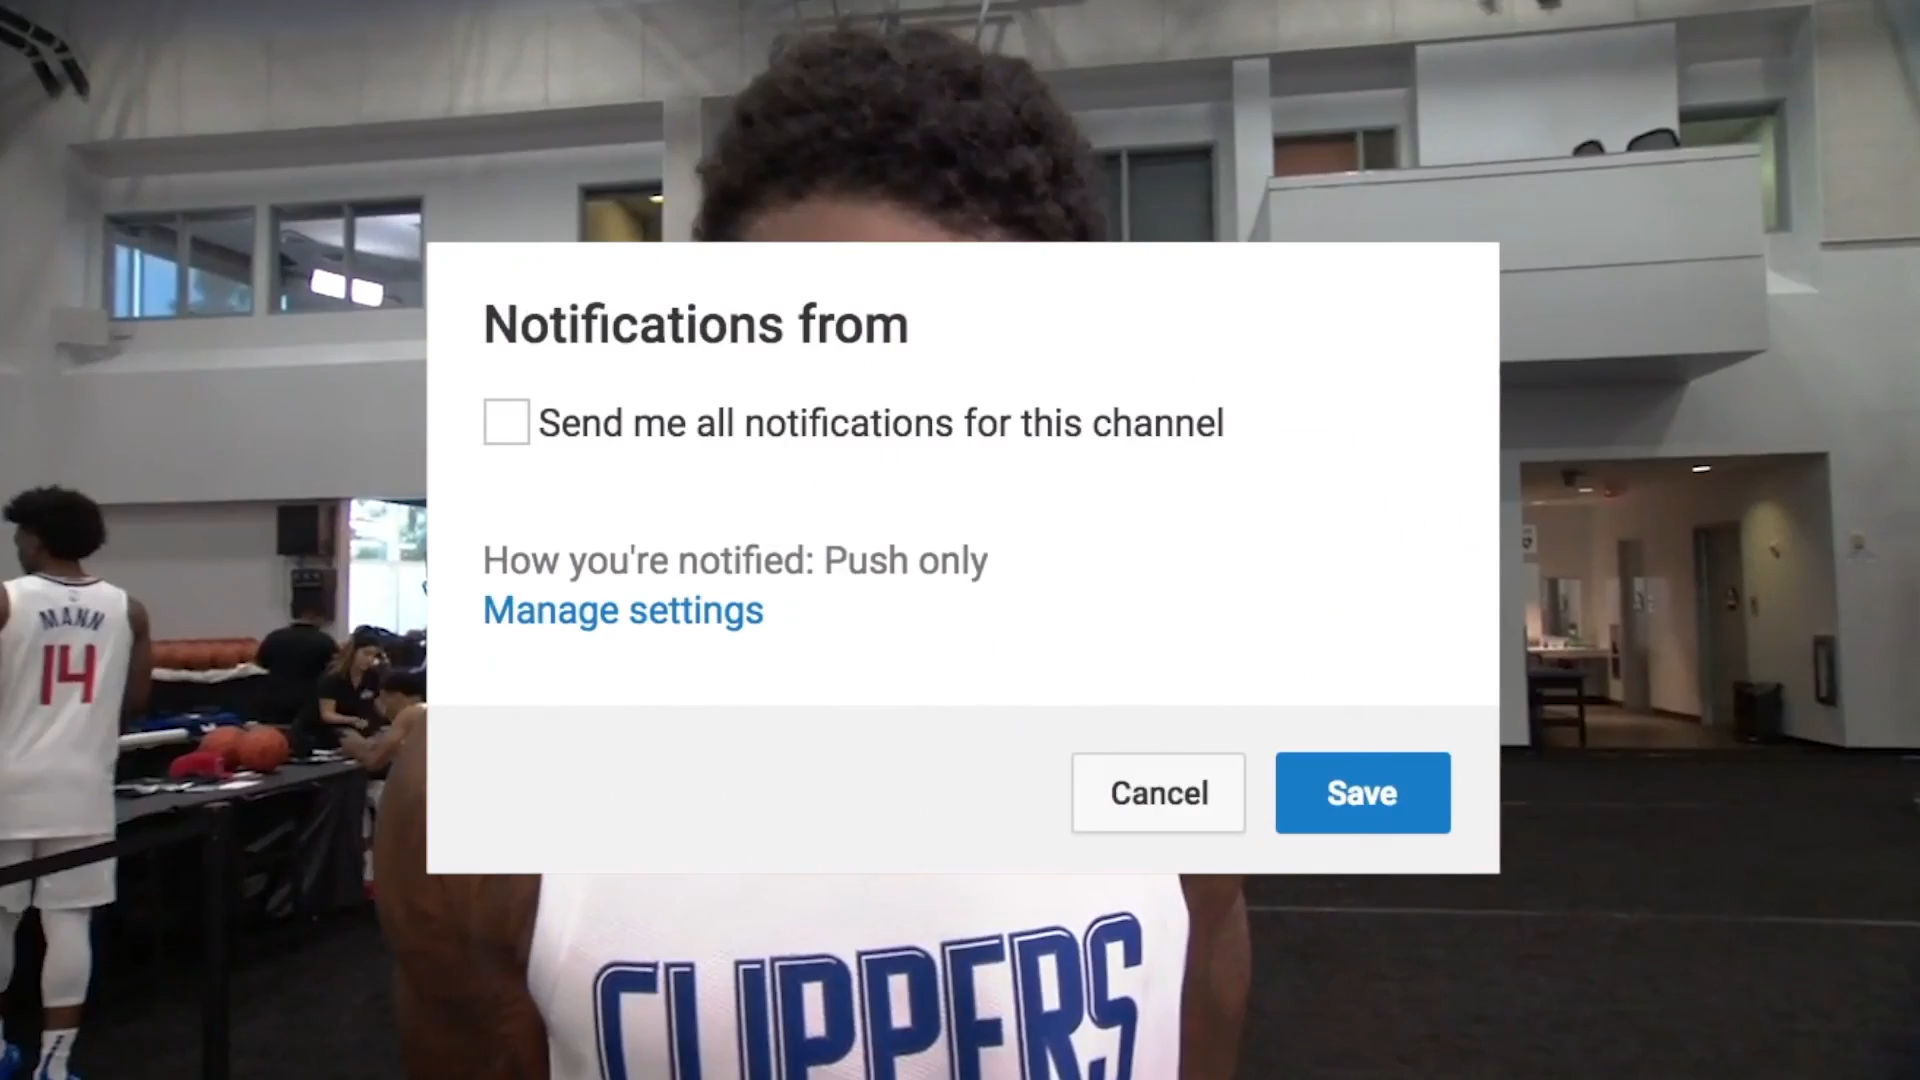 Notifications from
Send me all notifications for this channel
How you're notified: Push only
Manage settings
Cancel
Save
MANN
14
CLIPPERS